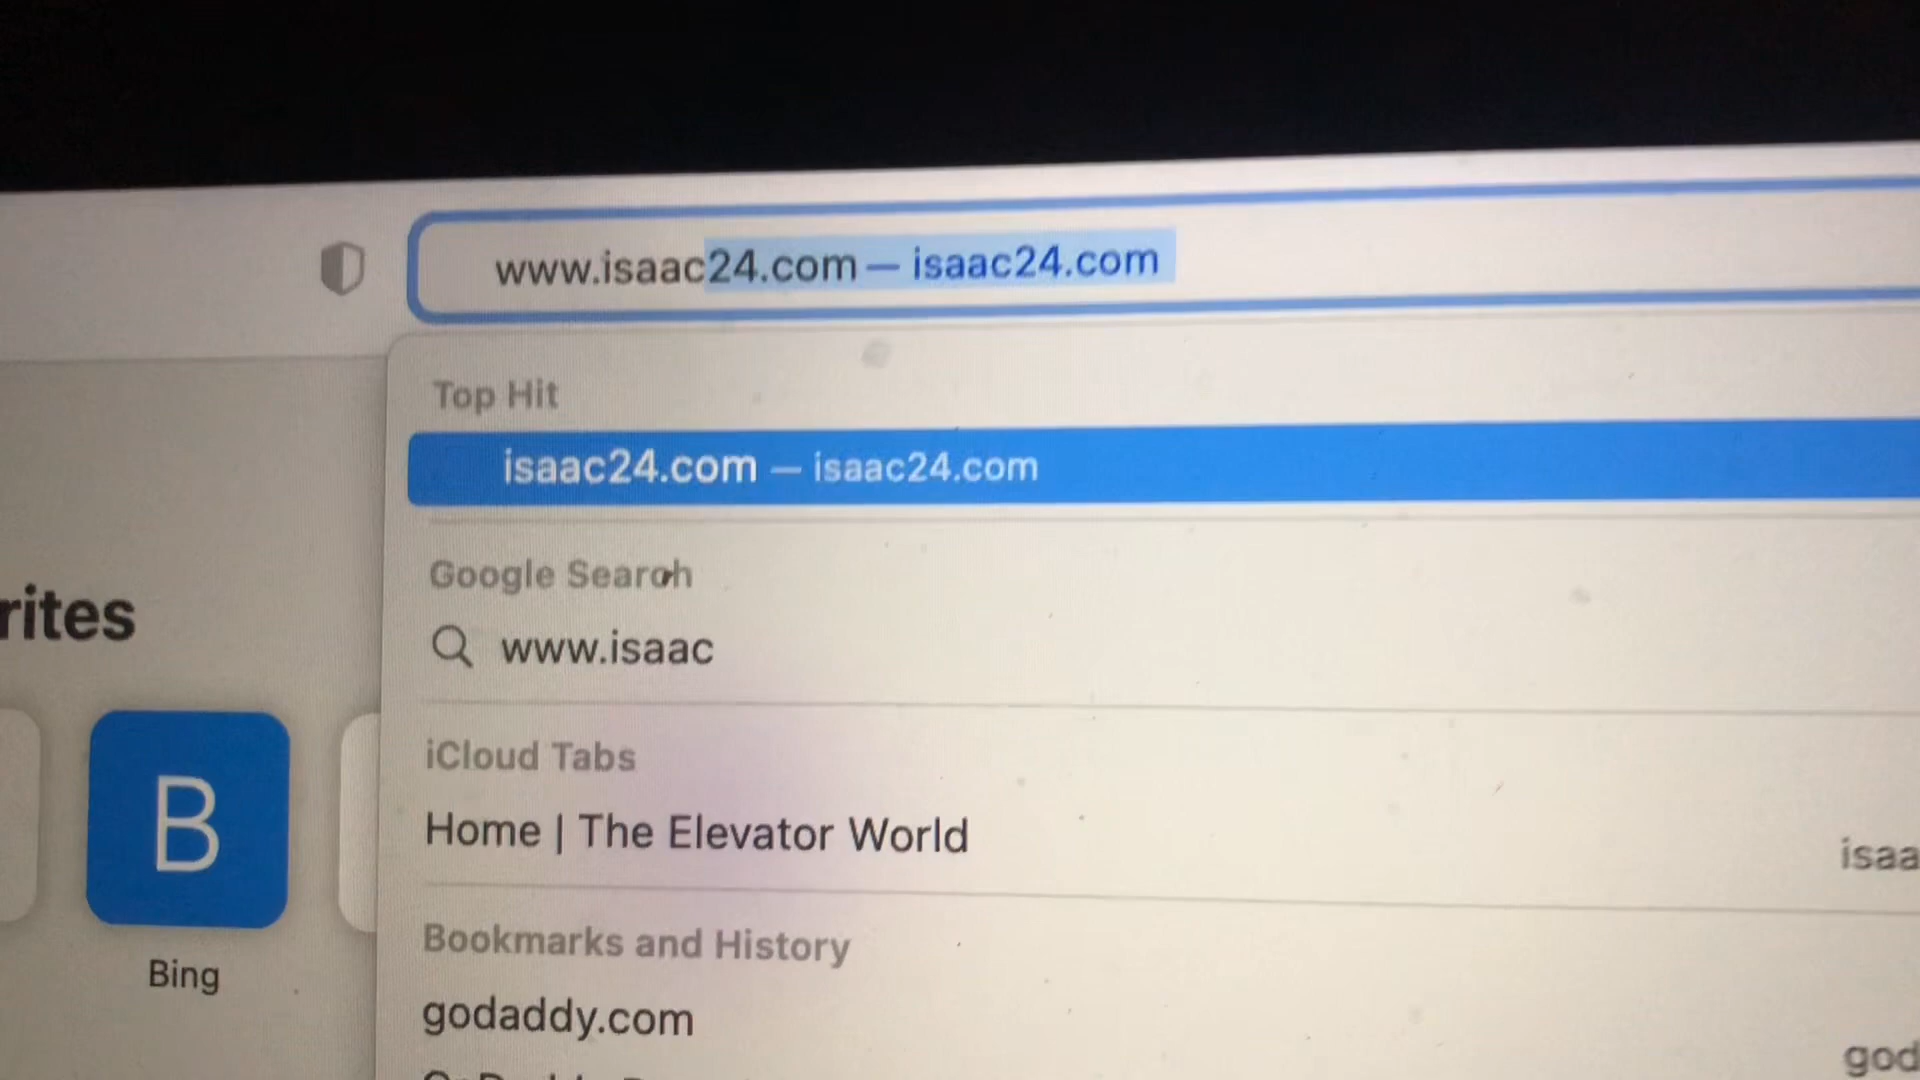 www.isaac24.com — isaac24.com
Top Hit
isaac24.com — isaac24.com
Google Search
www.isaac
rites
iCloud Tabs
B
Home | The Elevator World
isaa
Bookmarks and History
Bing
godaddy.com
god